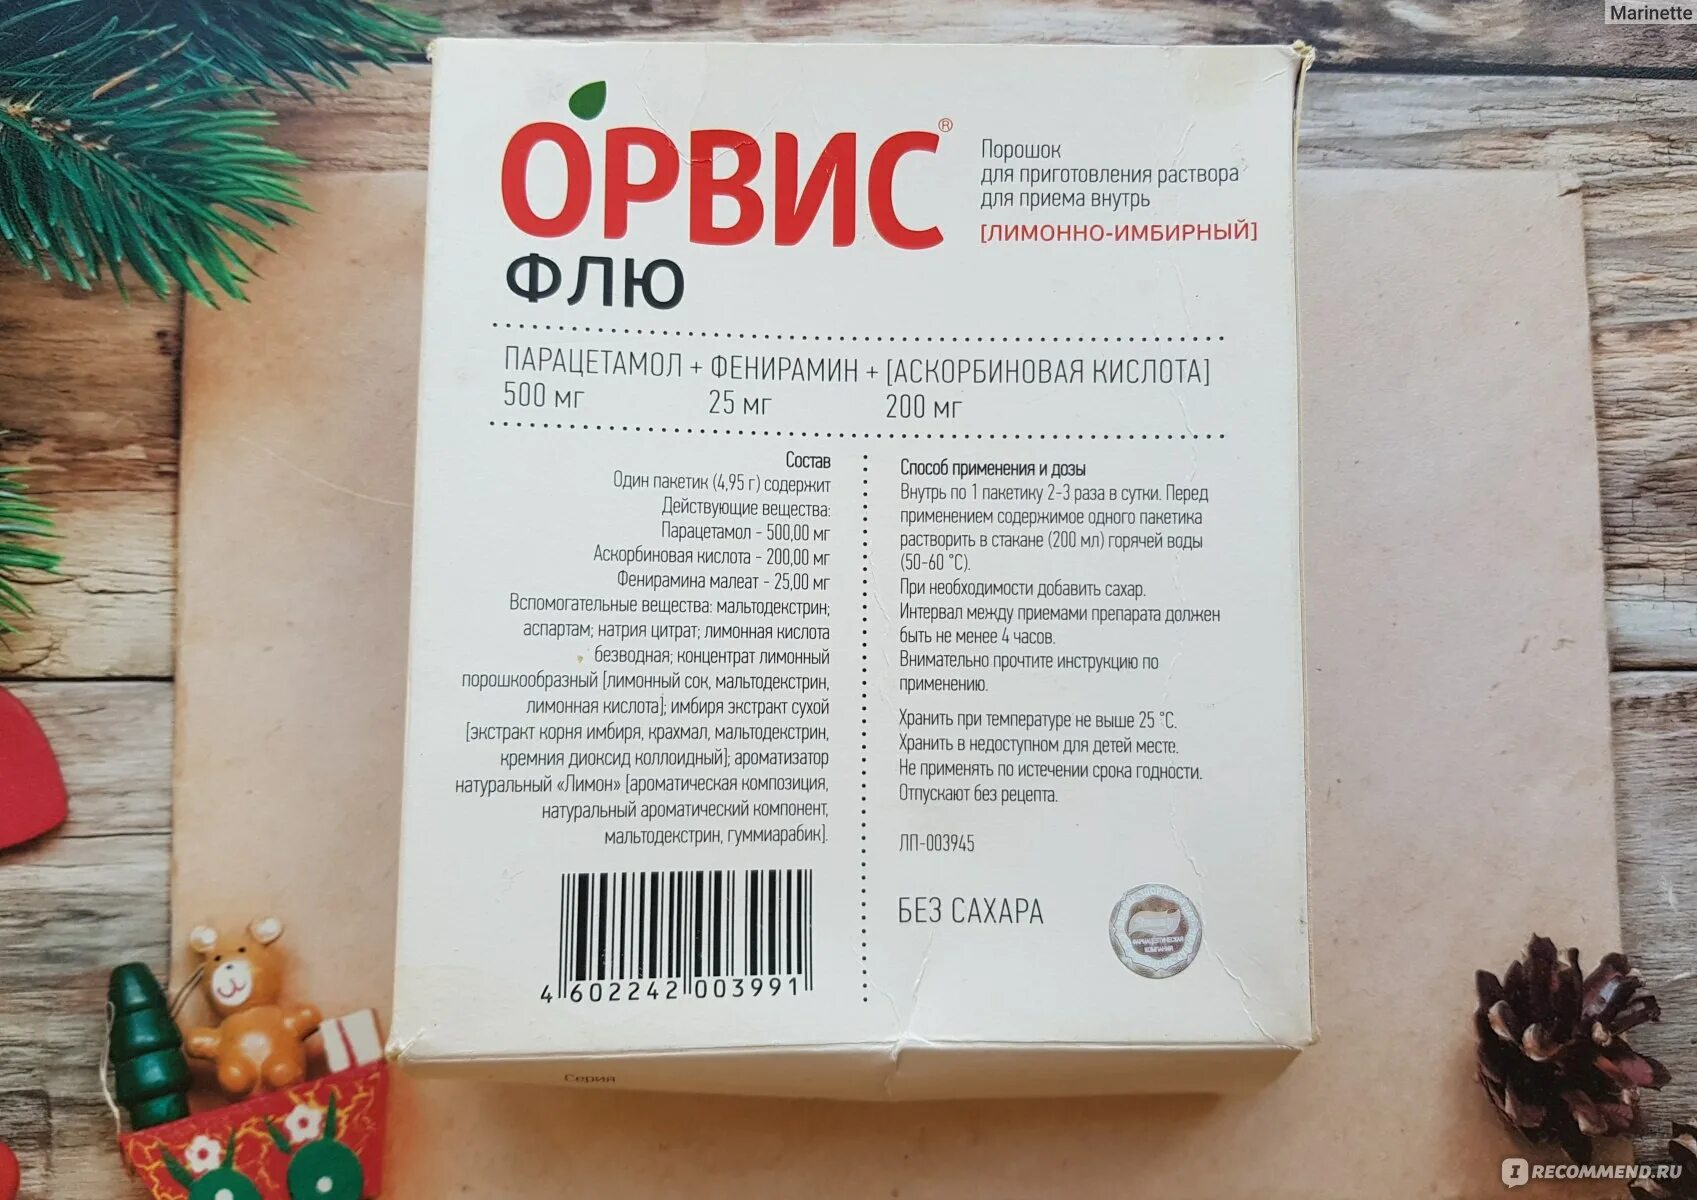 Marinette
ОРВИС®
ФЛЮ
Порошок
для приготовления раствора
для приема внутрь
[ЛИМОННО-ИМБИРНЫЙ]
ПАРАЦЕТАМОЛ + ФЕНИРАМИН + [АСКОРБИНОВАЯ КИСЛОТА]
500 мг 25 мг 200 мг
Состав
Один пакетик (4,95 г) содержит
Действующие вещества:
Парацетамол - 500,00 мг
Аскорбиновая кислота - 200,00 мг
Фенирамина малеат - 25,00 мг
Вспомогательные вещества: мальтодекстрин;
аспартам; натрия цитрат; лимонная кислота
безводная; концентрат лимонный
порошкообразный [лимонный сок, мальтодекстрин,
лимонная кислота]; имбиря экстракт сухой
[экстракт корня имбиря, крахмал, мальтодекстрин,
кремния диоксид коллоидный]; ароматизатор
натуральный «Лимон» [ароматическая композиция,
натуральный ароматический компонент,
мальтодекстрин, гуммиарабик].
4 602242 003991
Способ применения и дозы
Внутрь по 1 пакетику 2-3 раза в сутки. Перед
применением содержимое одного пакетика
растворить в стакане (200 мл) горячей воды
(50-60 °С).
При необходимости добавить сахар.
Интервал между приемами препарата должен
быть не менее 4 часов.
Внимательно прочтите инструкцию по
применению.
Хранить при температуре не выше 25 °С.
Хранить в недоступном для детей месте.
Не применять по истечении срока годности.
Отпускают без рецепта.
ЛП-003945
БЕЗ САХАРА
ФАРМАЦЕВТИЧЕСКАЯ
КОМПАНИЯ
Серия
IRECOMMEND.RU